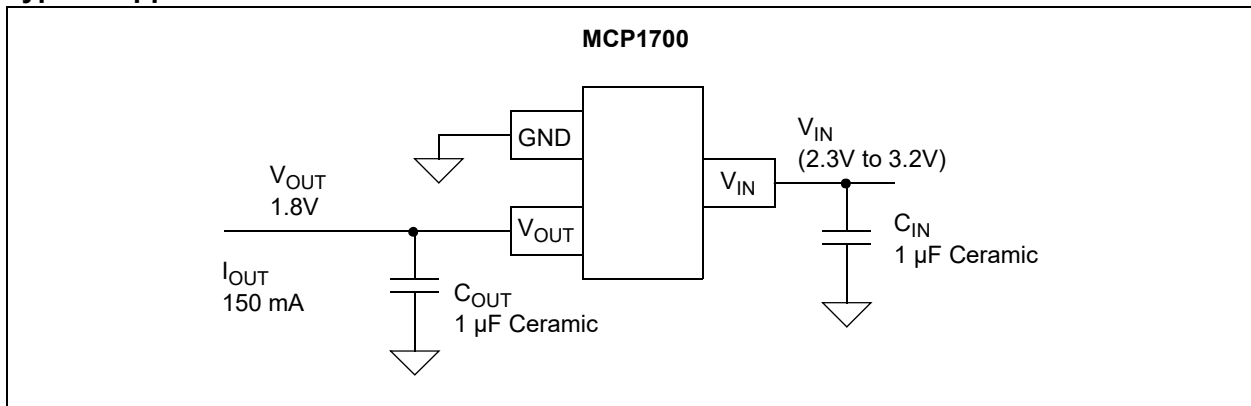 MCP1700
GND
VIN
(2.3V to 3.2V)
VIN
VOUT
1.8V
VOUT
CIN
1 µF Ceramic
IOUT
150 mA
COUT
1 µF Ceramic